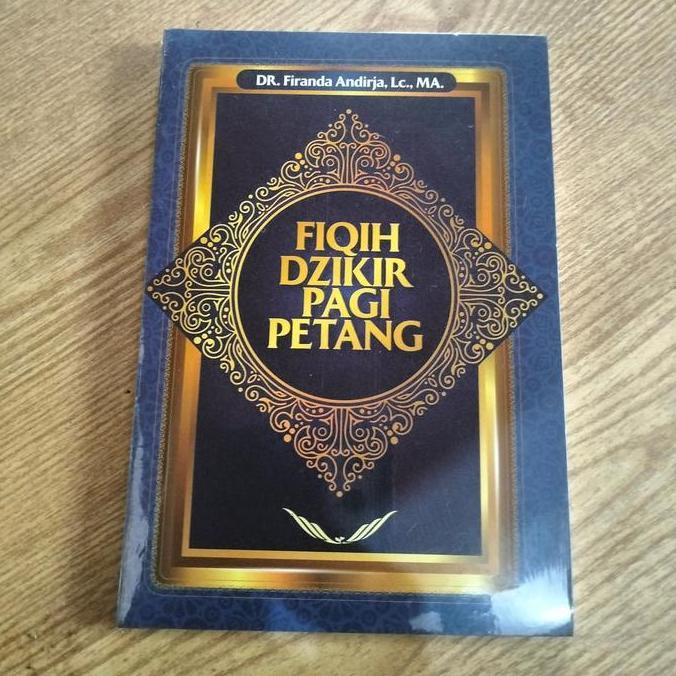 DR. Firanda Andirja, Lc., MA.
FIQIH
DZIKIR
PAGI
PETANG